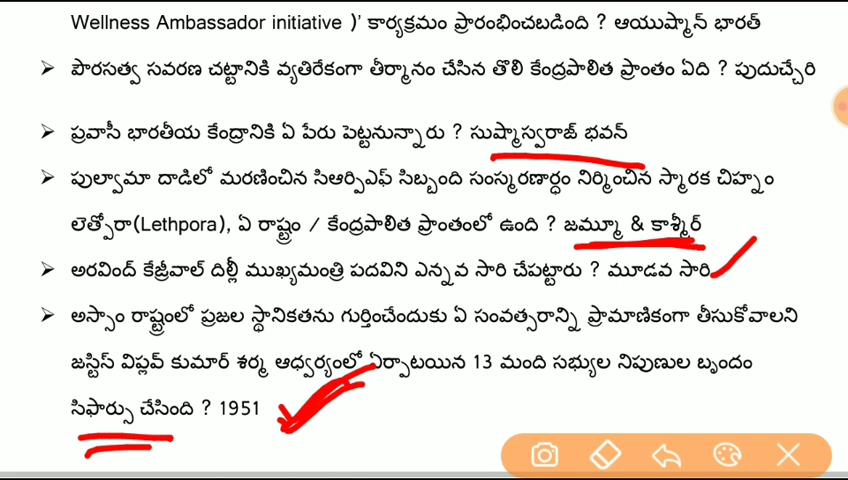 Wellness Ambassador initiative )' కార్యక్రమం ప్రారంభించబడింది ? ఆయుష్మాన్ భారత్
➢ పౌరసత్వ సవరణ చట్టానికి వ్యతిరేకంగా తీర్మానం చేసిన తొలి కేంద్రపాలిత ప్రాంతం ఏది ? పుదుచ్చేరి
➢ ప్రవాసీ భారతీయ కేంద్రానికి ఏ పేరు పెట్టనున్నారు ? సుష్మాస్వరాజ్ భవన్
➢ పుల్వామా దాడిలో మరణించిన సిఆర్పిఎఫ్ సిబ్బంది సంస్మరణార్ధం నిర్మించిన స్మారక చిహ్నం
లెత్పోరా(Lethpora), ఏ రాష్ట్రం / కేంద్రపాలిత ప్రాంతంలో ఉంది ? జమ్మూ & కాశ్మీర్
➢ అరవింద్ కేజ్రీవాల్ దిల్లీ ముఖ్యమంత్రి పదవిని ఎన్నవ సారి చేపట్టారు ? మూడవ సారి
➢ అస్సాం రాష్ట్రంలో ప్రజల స్థానికతను గుర్తించేందుకు ఏ సంవత్సరాన్ని ప్రామాణికంగా తీసుకోవాలని
జస్టిస్ విప్లవ్ కుమార్ శర్మ ఆధ్వర్యంలో ఏర్పాటయిన 13 మంది సభ్యుల నిపుణుల బృందం
సిఫార్సు చేసింది ? 1951